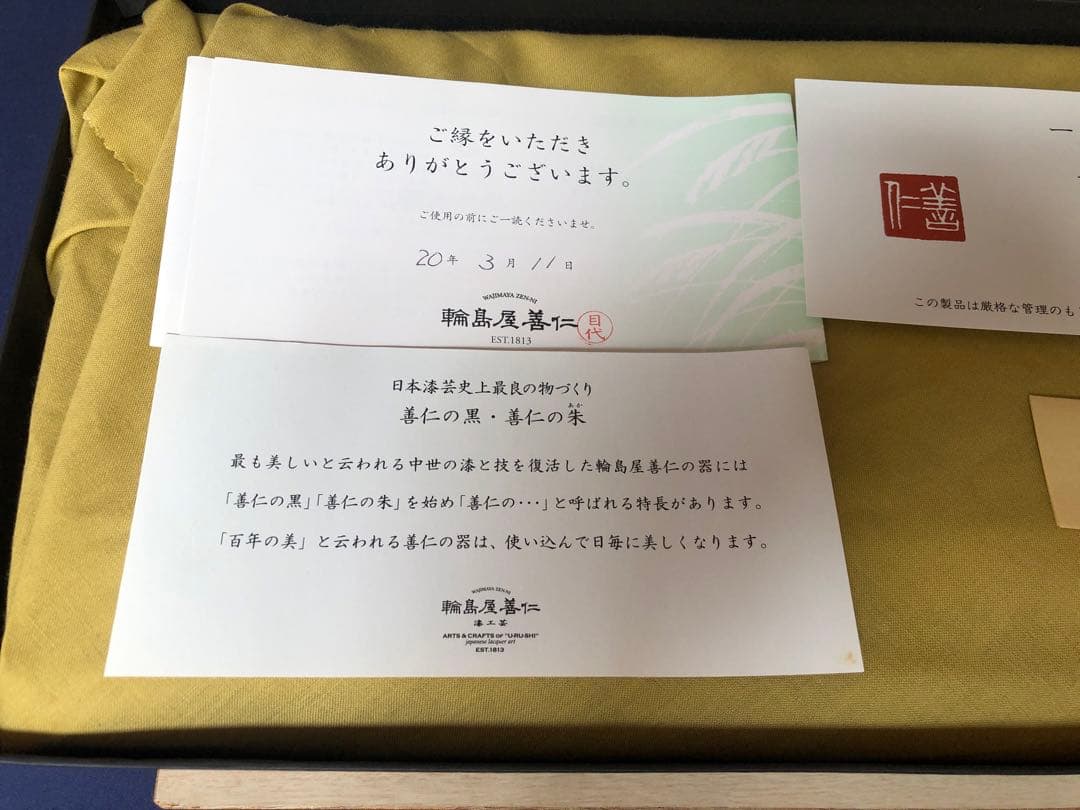 ご縁をいただき
ありがとうございます。
ご使用の前にご一読くださいませ。
20年 3月 11日
WAJIMAYA ZEN-NI
輪島屋善仁
EST.1813
目代
一
善仁
この製品は厳格な管理のも
日本漆芸史上最良の物づくり
善仁の黒・善仁の朱
あか
最も美しいと云われる中世の漆と技を復活した輪島屋善仁の器には
「善仁の黒」「善仁の朱」を始め「善仁の・・・」と呼ばれる特長があります。
「百年の美」と云われる善仁の器は、使い込んで日毎に美しくなります。
WAJIMAYA ZEN-NI
輪島屋善仁
漆工芸
ARTS & CRAFTS OF "U-RU-SHI"
japanese lacquer art
EST.1813